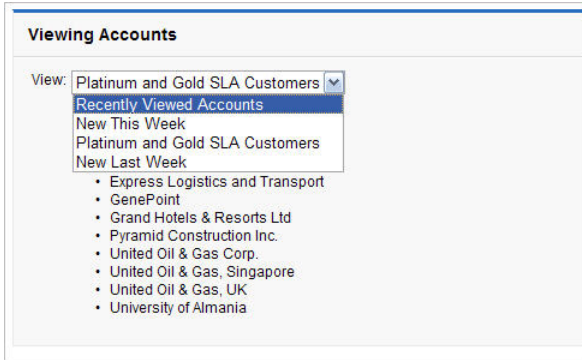 Viewing Accounts
View: Platinum and Gold SLA Customers
Recently Viewed Accounts
New This Week
Platinum and Gold SLA Customers
New Last Week
• Express Logistics and Transport
• GenePoint
• Grand Hotels & Resorts Ltd
• Pyramid Construction Inc.
• United Oil & Gas Corp.
• United Oil & Gas, Singapore
• United Oil & Gas, UK
• University of Almania